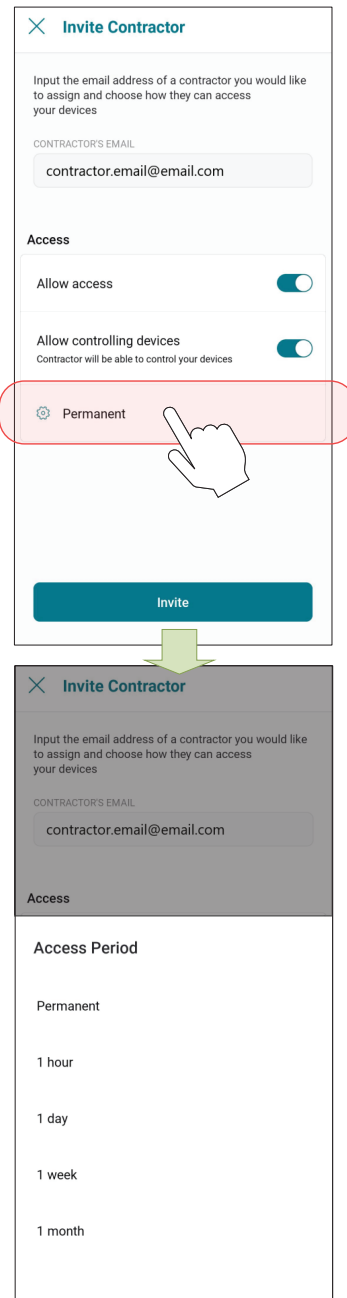 Invite Contractor
Input the email address of a contractor you would like
to assign and choose how they can access
your devices
CONTRACTOR'S EMAIL
contractor.email@email.com
Access
Allow access
Allow controlling devices
Contractor will be able to control your devices
Permanent
Invite
Invite Contractor
Input the email address of a contractor you would like
to assign and choose how they can access
your devices
CONTRACTOR'S EMAIL
contractor.email@email.com
Access
Access Period
Permanent
1 hour
1 day
1 week
1 month